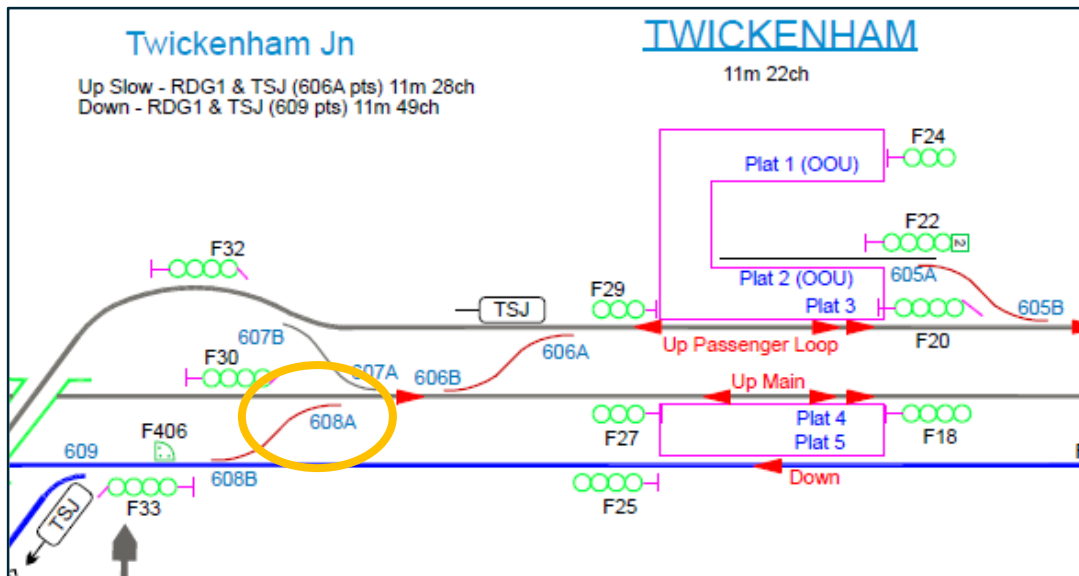 Twickenham Jn
TWICKENHAM
Up Slow - RDG1 & TSJ (606A pts) 11m 28ch
Down - RDG1 & TSJ (609 pts) 11m 49ch
11m 22ch
F24
Plat 1 (OOU)
F22
2
F32
Plat 2 (OOU)
605A
F29
TSJ
Plat 3
605B
607B
606A
Up Passenger Loop
F20
F30
607A
606B
Up Main
608A
F27
Plat 4
F18
F406
Plat 5
609
608B
Down
TSJ
F33
F25